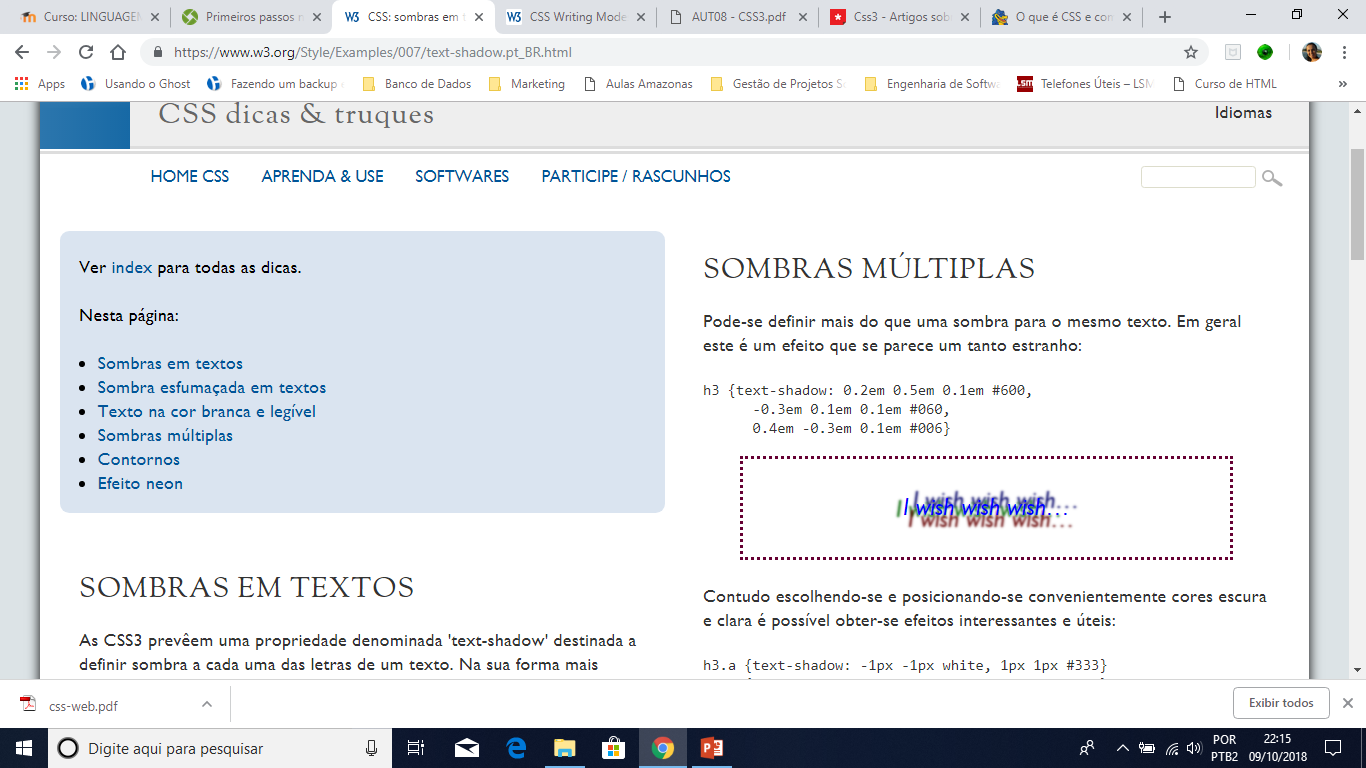 Curso: LINGUAGEM
Primeiros passos n
CSS: sombras em t
CSS Writing Mode
AUT08 - CSS3.pdf
Css3 - Artigos sob
O que é CSS e con
https://www.w3.org/Style/Examples/007/text-shadow.pt_BR.html
Apps
Usando o Ghost
Fazendo um backup
Banco de Dados
Marketing
Aulas Amazonas
Gestão de Projetos S
Engenharia de Softwa
Telefones Úteis – LSM
Curso de HTML
CSS dicas & truques
Idiomas
HOME CSS
APRENDA & USE
SOFTWARES
PARTICIPE / RASCUNHOS
Ver index para todas as dicas.
Nesta página:
Sombras em textos
Sombra esfumaçada em textos
Texto na cor branca e legível
Sombras múltiplas
Contornos
Efeito neon
SOMBRAS EM TEXTOS
As CSS3 prevêem uma propriedade denominada 'text-shadow' destinada a
definir sombra a cada uma das letras de um texto. Na sua forma mais
SOMBRAS MÚLTIPLAS
Pode-se definir mais do que uma sombra para o mesmo texto. Em geral
este é um efeito que se parece um tanto estranho:
h3 {text-shadow: 0.2em 0.5em 0.1em #600,
-0.3em 0.1em 0.1em #060,
0.4em -0.3em 0.1em #006}
I wish wish wish…
Contudo escolhendo-se e posicionando-se convenientemente cores escura
e clara é possível obter-se efeitos interessantes e úteis:
h3.a {text-shadow: -1px -1px white, 1px 1px #333}
css-web.pdf
Exibir todos
Digite aqui para pesquisar
POR
PTB2
22:15
09/10/2018